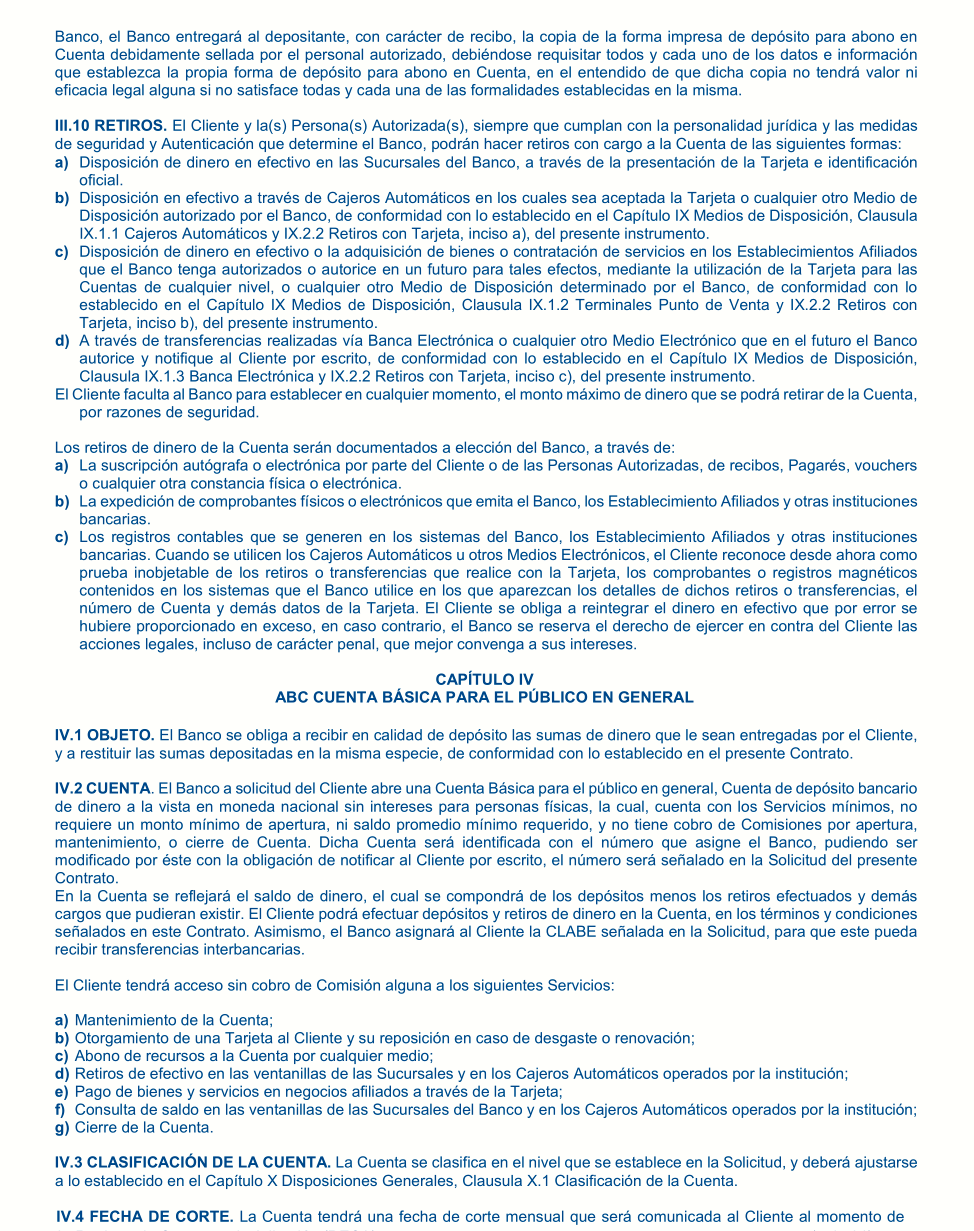 Banco, el Banco entregará al depositante, con carácter de recibo, la copia de la forma impresa de depósito para abono en
Cuenta debidamente sellada por el personal autorizado, debiéndose requisitar todos y cada uno de los datos e información
que establezca la propia forma de depósito para abono en Cuenta, en el entendido de que dicha copia no tendrá valor ni
eficacia legal alguna si no satisface todas y cada una de las formalidades establecidas en la misma.
III.10 RETIROS. El Cliente y la(s) Persona(s) Autorizada(s), siempre que cumplan con la personalidad jurídica y las medidas
de seguridad y Autenticación que determine el Banco, podrán hacer retiros con cargo a la Cuenta de las siguientes formas:
a) Disposición de dinero en efectivo en las Sucursales del Banco, a través de la presentación de la Tarjeta e identificación
oficial.
b) Disposición en efectivo a través de Cajeros Automáticos en los cuales sea aceptada la Tarjeta o cualquier otro Medio de
Disposición autorizado por el Banco, de conformidad con lo establecido en el Capítulo IX Medios de Disposición, Clausula
IX.1.1 Cajeros Automáticos y IX.2.2 Retiros con Tarjeta, inciso a), del presente instrumento.
c) Disposición de dinero en efectivo o la adquisición de bienes o contratación de servicios en los Establecimientos Afiliados
que el Banco tenga autorizados o autorice en un futuro para tales efectos, mediante la utilización de la Tarjeta para las
Cuentas de cualquier nivel, o cualquier otro Medio de Disposición determinado por el Banco, de conformidad con lo
establecido en el Capítulo IX Medios de Disposición, Clausula IX.1.2 Terminales Punto de Venta y IX.2.2 Retiros con
Tarjeta, inciso b), del presente instrumento.
d) A través de transferencias realizadas vía Banca Electrónica o cualquier otro Medio Electrónico que en el futuro el Banco
autorice y notifique al Cliente por escrito, de conformidad con lo establecido en el Capítulo IX Medios de Disposición,
Clausula IX.1.3 Banca Electrónica y IX.2.2 Retiros con Tarjeta, inciso c), del presente instrumento.
El Cliente faculta al Banco para establecer en cualquier momento, el monto máximo de dinero que se podrá retirar de la Cuenta,
por razones de seguridad.
Los retiros de dinero de la Cuenta serán documentados a elección del Banco, a través de:
a) La suscripción autógrafa o electrónica por parte del Cliente o de las Personas Autorizadas, de recibos, Pagarés, vouchers
o cualquier otra constancia física o electrónica.
b) La expedición de comprobantes físicos o electrónicos que emita el Banco, los Establecimiento Afiliados y otras instituciones
bancarias.
c) Los registros contables que se generen en los sistemas del Banco, los Establecimiento Afiliados y otras instituciones
bancarias. Cuando se utilicen los Cajeros Automáticos u otros Medios Electrónicos, el Cliente reconoce desde ahora como
prueba inobjetable de los retiros o transferencias que realice con la Tarjeta, los comprobantes o registros magnéticos
contenidos en los sistemas que el Banco utilice en los que aparezcan los detalles de dichos retiros o transferencias, el
número de Cuenta y demás datos de la Tarjeta. El Cliente se obliga a reintegrar el dinero en efectivo que por error se
hubiere proporcionado en exceso, en caso contrario, el Banco se reserva el derecho de ejercer en contra del Cliente las
acciones legales, incluso de carácter penal, que mejor convenga a sus intereses.
CAPÍTULO IV
ABC CUENTA BÁSICA PARA EL PÚBLICO EN GENERAL
IV.1 OBJETO. El Banco se obliga a recibir en calidad de depósito las sumas de dinero que le sean entregadas por el Cliente,
y a restituir las sumas depositadas en la misma especie, de conformidad con lo establecido en el presente Contrato.
IV.2 CUENTA. El Banco a solicitud del Cliente abre una Cuenta Básica para el público en general, Cuenta de depósito bancario
de dinero a la vista en moneda nacional sin intereses para personas físicas, la cual, cuenta con los Servicios mínimos, no
requiere un monto mínimo de apertura, ni saldo promedio mínimo requerido, y no tiene cobro de Comisiones por apertura,
mantenimiento, o cierre de Cuenta. Dicha Cuenta será identificada con el número que asigne el Banco, pudiendo ser
modificado por éste con la obligación de notificar al Cliente por escrito, el número será señalado en la Solicitud del presente
Contrato.
En la Cuenta se reflejará el saldo de dinero, el cual se compondrá de los depósitos menos los retiros efectuados y demás
cargos que pudieran existir. El Cliente podrá efectuar depósitos y retiros de dinero en la Cuenta, en los términos y condiciones
señalados en este Contrato. Asimismo, el Banco asignará al Cliente la CLABE señalada en la Solicitud, para que este pueda
recibir transferencias interbancarias.
El Cliente tendrá acceso sin cobro de Comisión alguna a los siguientes Servicios:
a) Mantenimiento de la Cuenta;
b) Otorgamiento de una Tarjeta al Cliente y su reposición en caso de desgaste o renovación;
c) Abono de recursos a la Cuenta por cualquier medio;
d) Retiros de efectivo en las ventanillas de las Sucursales y en los Cajeros Automáticos operados por la institución;
e) Pago de bienes y servicios en negocios afiliados a través de la Tarjeta;
f) Consulta de saldo en las ventanillas de las Sucursales del Banco y en los Cajeros Automáticos operados por la institución;
g) Cierre de la Cuenta.
IV.3 CLASIFICACIÓN DE LA CUENTA. La Cuenta se clasifica en el nivel que se establece en la Solicitud, y deberá ajustarse
a lo establecido en el Capítulo X Disposiciones Generales, Clausula X.1 Clasificación de la Cuenta.
IV.4 FECHA DE CORTE. La Cuenta tendrá una fecha de corte mensual que será comunicada al Cliente al momento de